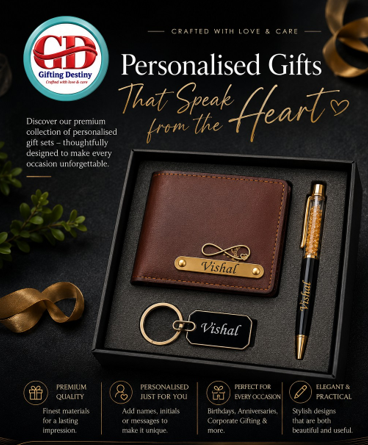 CRAFTED WITH LOVE & CARE
GD
Gifting Destiny
Crafted with love & care
Personalised Gifts
That Speak
from the Heart
Discover our premium
collection of personalised
gift sets – thoughtfully
designed to make every
occasion unforgettable.
Vishal
Vishal
Vishal
PREMIUM
QUALITY
Finest materials
for a lasting
impression.
PERSONALISED
JUST FOR YOU
Add names, initials
or messages to
make it unique.
PERFECT FOR
EVERY OCCASION
Birthdays, Anniversaries,
Corporate Gifting &
more.
ELEGANT &
PRACTICAL
Stylish designs
that are both
beautiful and useful.